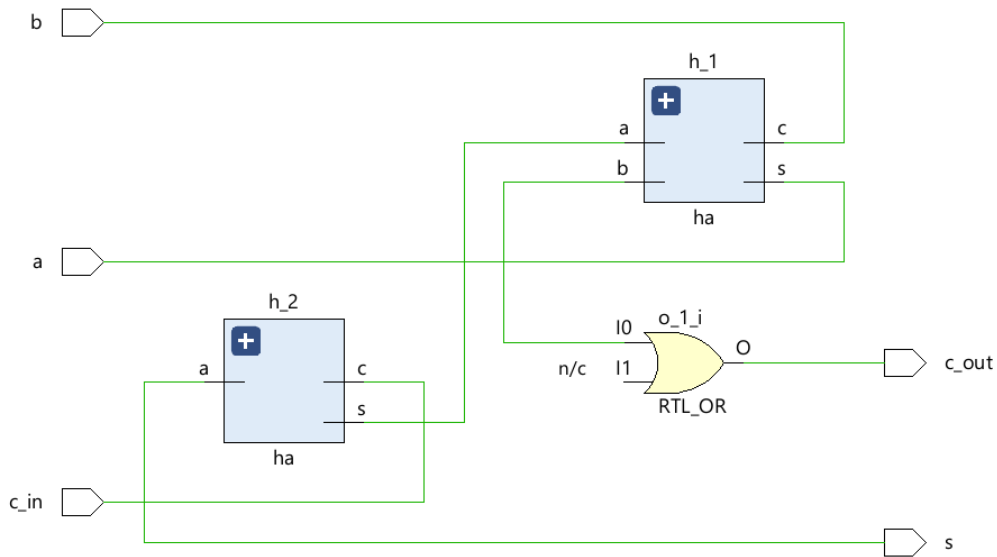 b
h_1
a
c
b
s
ha
a
h_2
a
c
s
ha
o_1_i
I0
n/c
I1
O
RTL_OR
c_out
c_in
s